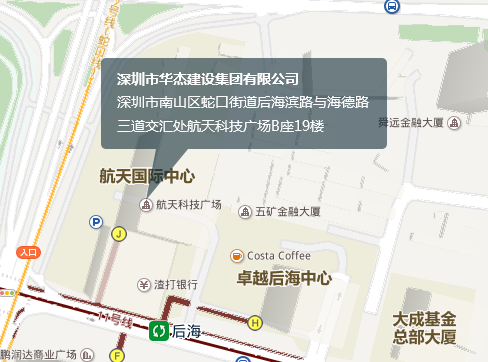 深圳市华杰建设集团有限公司
深圳市南山区蛇口街道后海滨路与海德路
三道交汇处航天科技广场B座19楼
舜远金融大厦
航天国际中心
航天科技广场
五矿金融大厦
P
J
入口
Costa Coffee
卓越后海中心
渣打银行
11号线
后海
H
大成基金
总部大厦
鹏润达商业广场
F